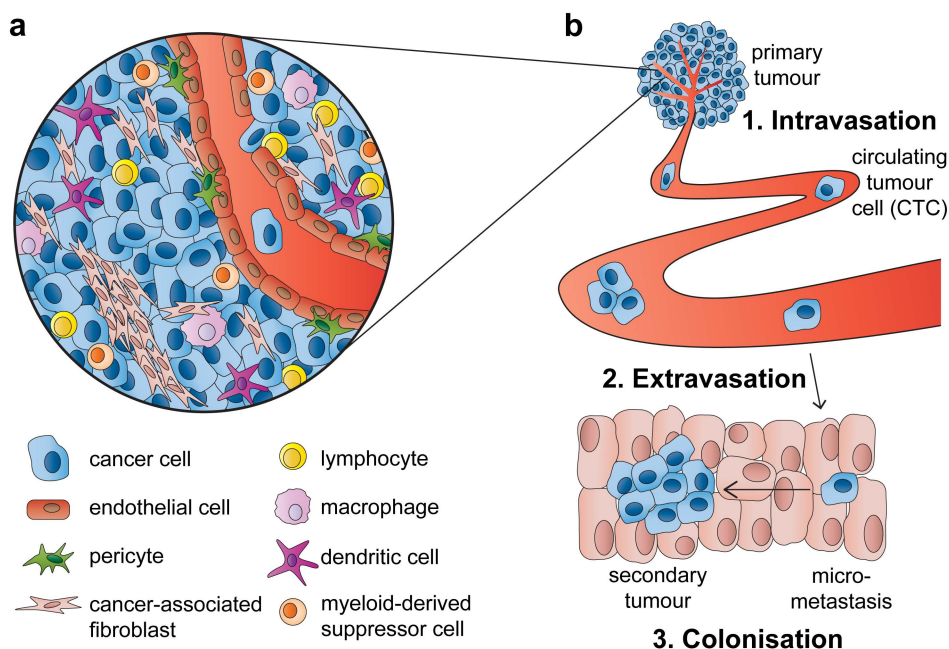 a
b
primary
tumour
1. Intravasation
circulating
tumour
cell (CTC)
2. Extravasation
cancer cell
endothelial cell
pericyte
cancer-associated
fibroblast
lymphocyte
macrophage
dendritic cell
myeloid-derived
suppressor cell
secondary
tumour
micro-
metastasis
3. Colonisation